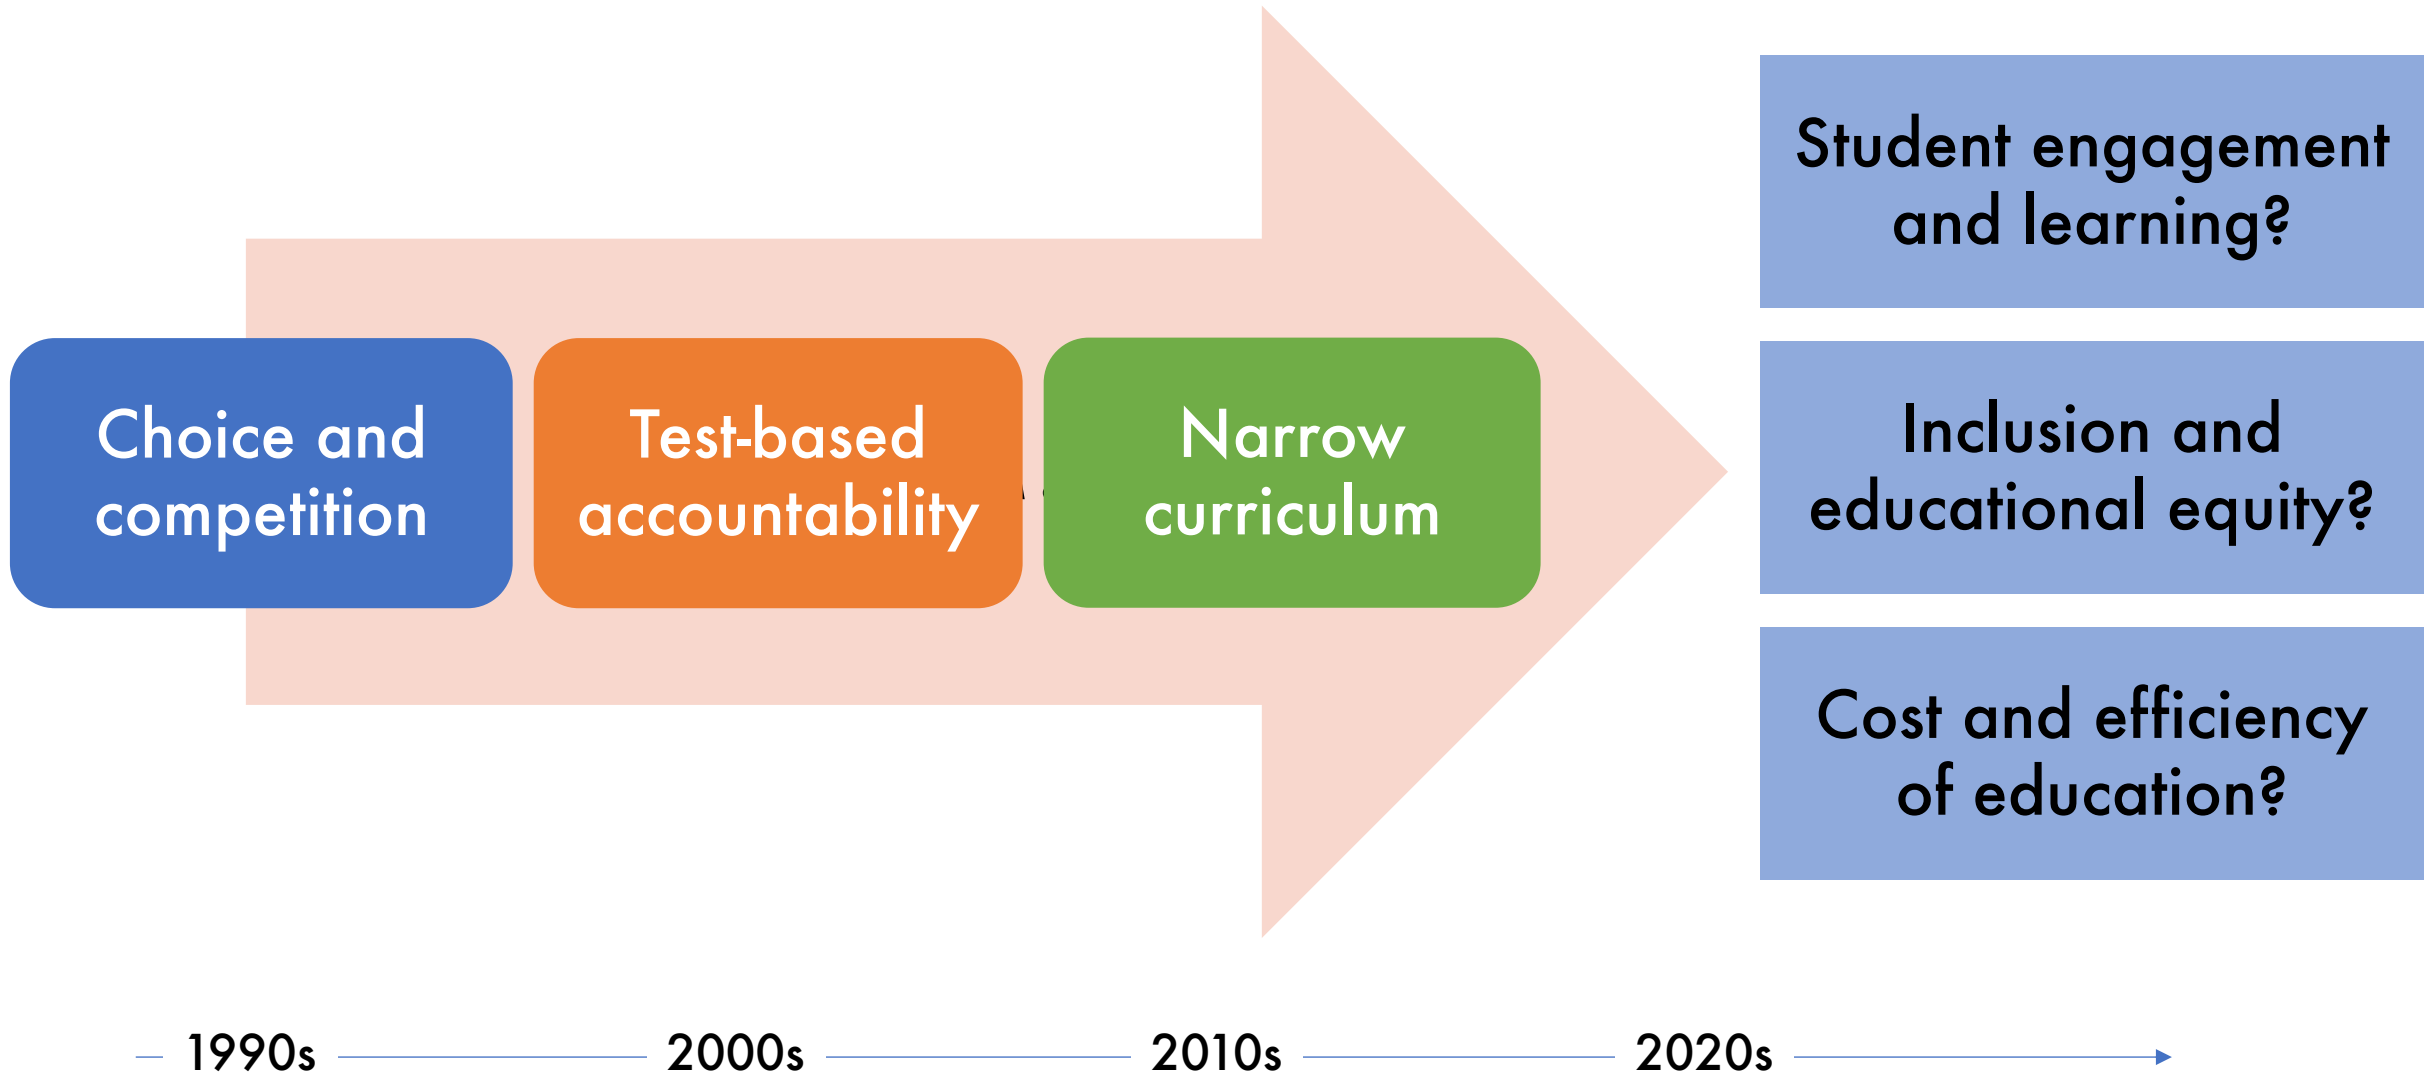 Choice and
competition
Test-based
accountability
Narrow
curriculum
Student engagement
and learning?
Inclusion and
educational equity?
Cost and efficiency
of education?
1990s
2000s
2010s
2020s